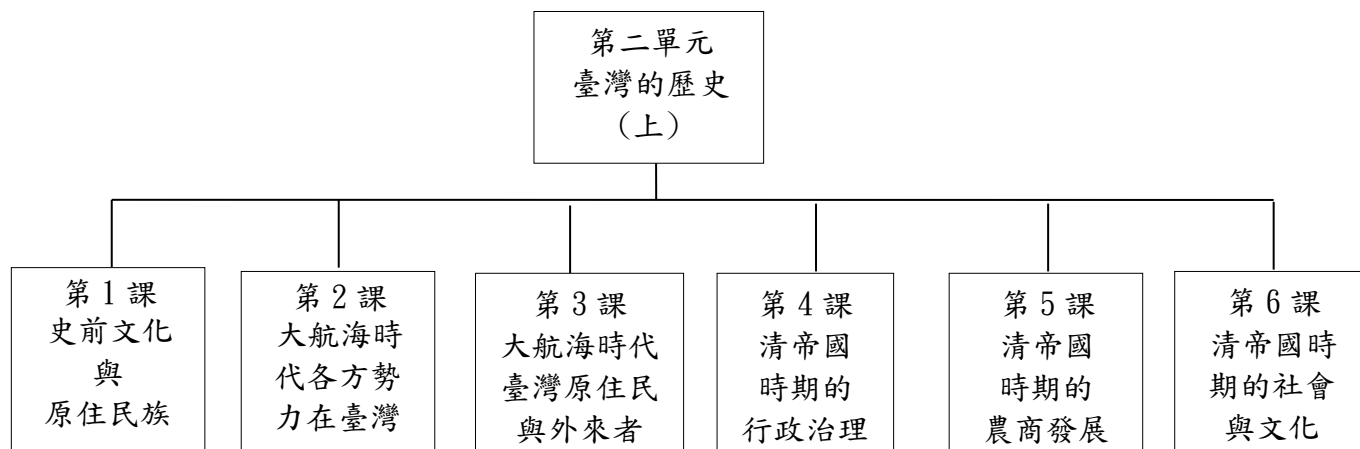 第二單元
臺灣的歷史
（上）
第1課
史前文化
與
原住民族
第2課
大航海時
代各方勢
力在臺灣
第3課
大航海時代
臺灣原住民
與外來者
第4課
清帝國
時期的
行政治理
第5課
清帝國
時期的
農商發展
第6課
清帝國時
期的社會
與文化